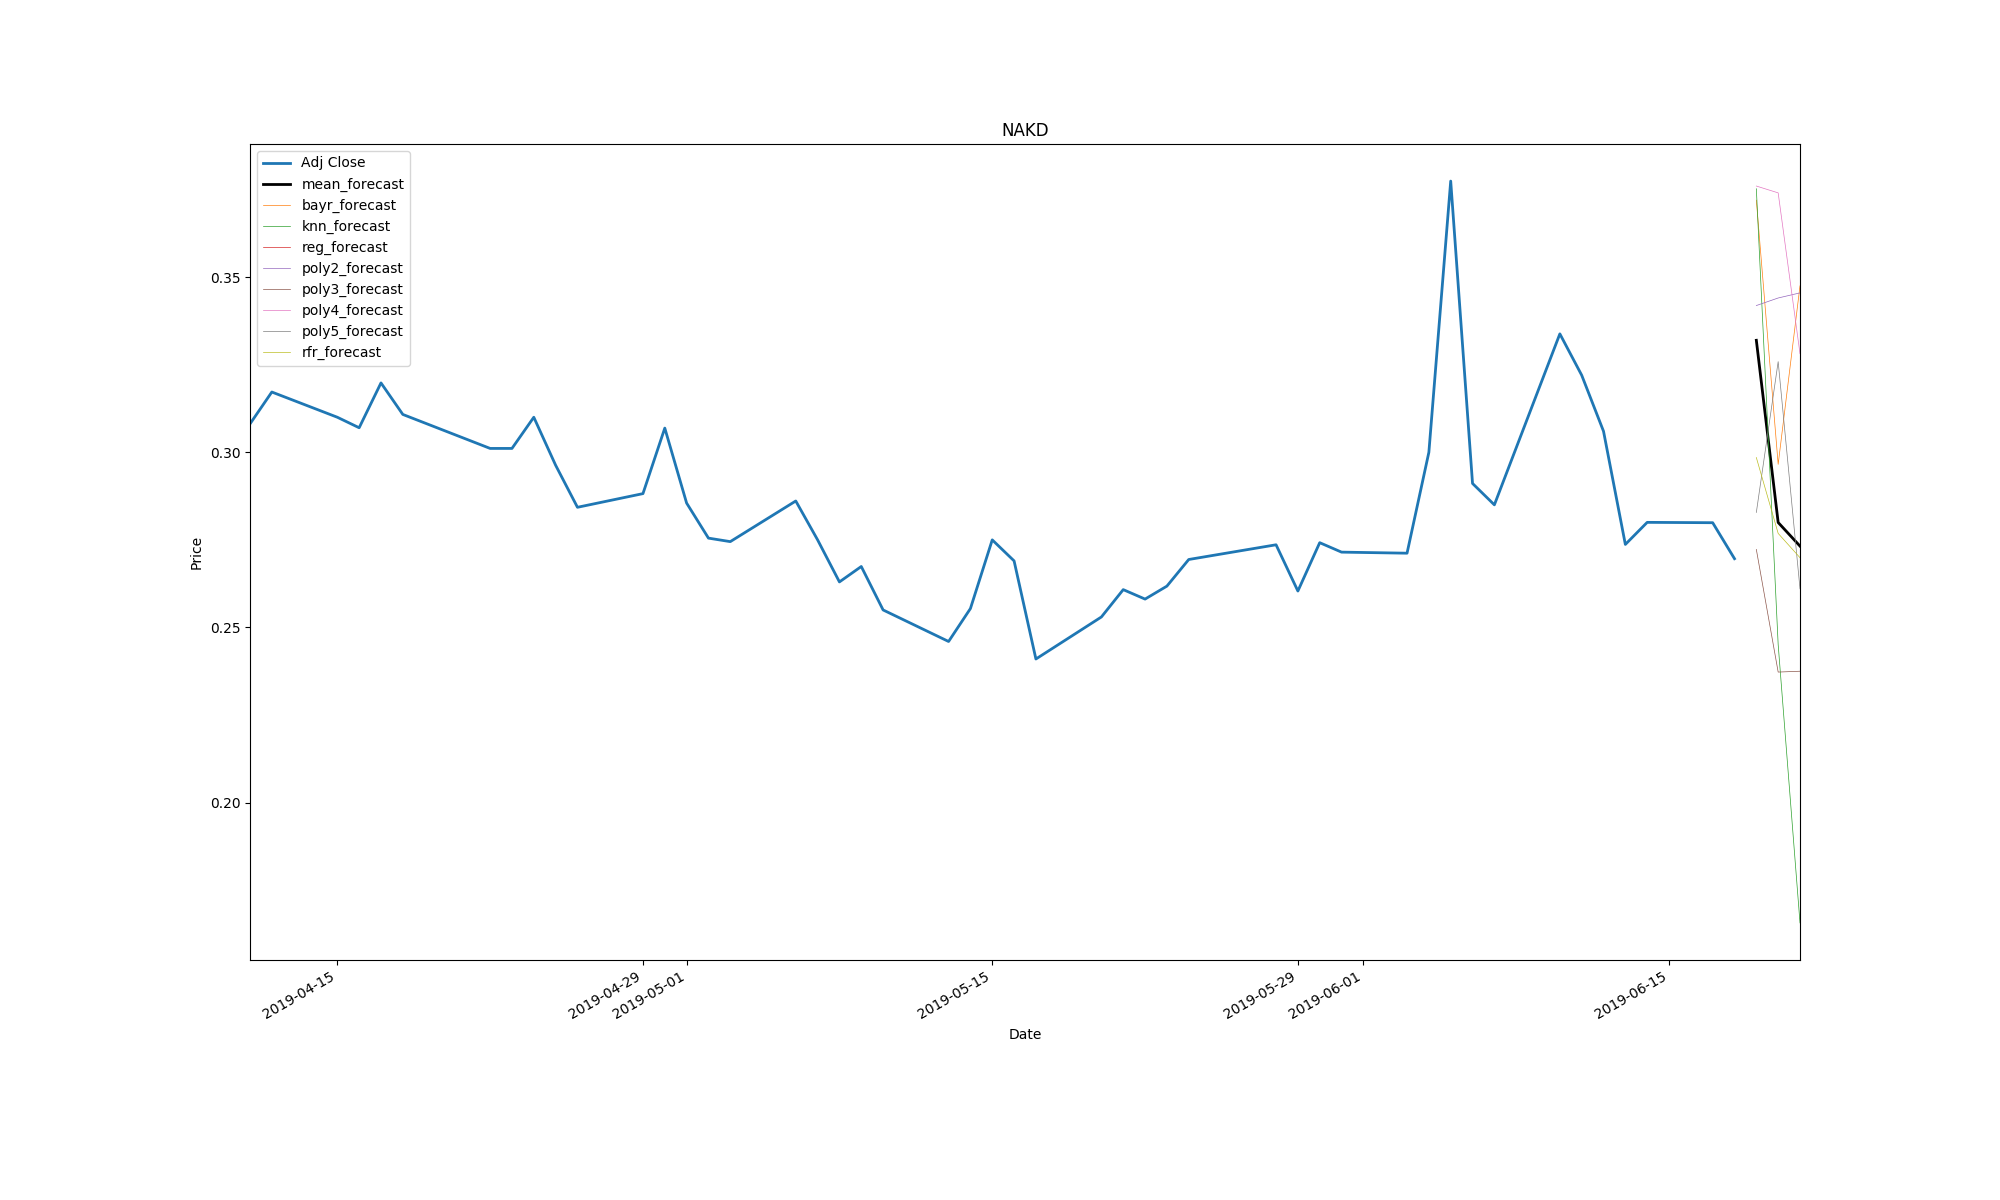 NAKD
Adj Close
mean_forecast
bayr_forecast
knn_forecast
reg_forecast
poly2_forecast
poly3_forecast
poly4_forecast
poly5_forecast
rfr_forecast
0.35
0.30
0.25
0.20
Price
2019-04-15
2019-04-29
2019-05-01
2019-05-15
2019-05-29
2019-06-01
2019-06-15
Date